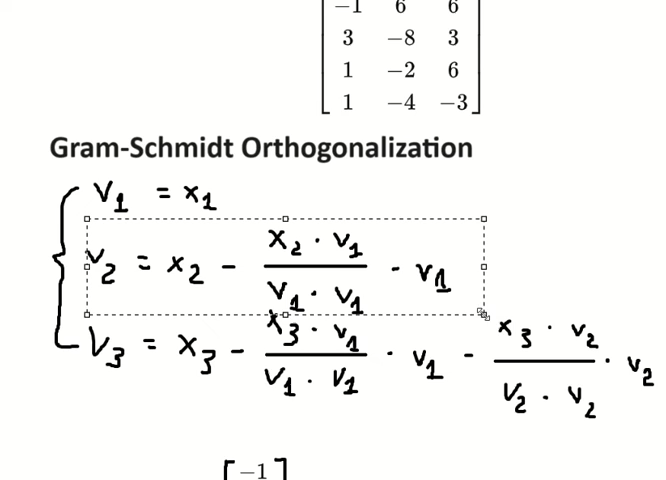 -1 6 6
3 -8 3
1 -2 6
1 -4 -3
Gram-Schmidt Orthogonalization
v₁ = x₁
v₂ = x₂ - (x₂ · v₁)/(v₁ · v₁) · v₁
v₃ = x₃ - (x₃ · v₁)/(v₁ · v₁) · v₁ - (x₃ · v₂)/(v₂ · v₂) · v₂
-1